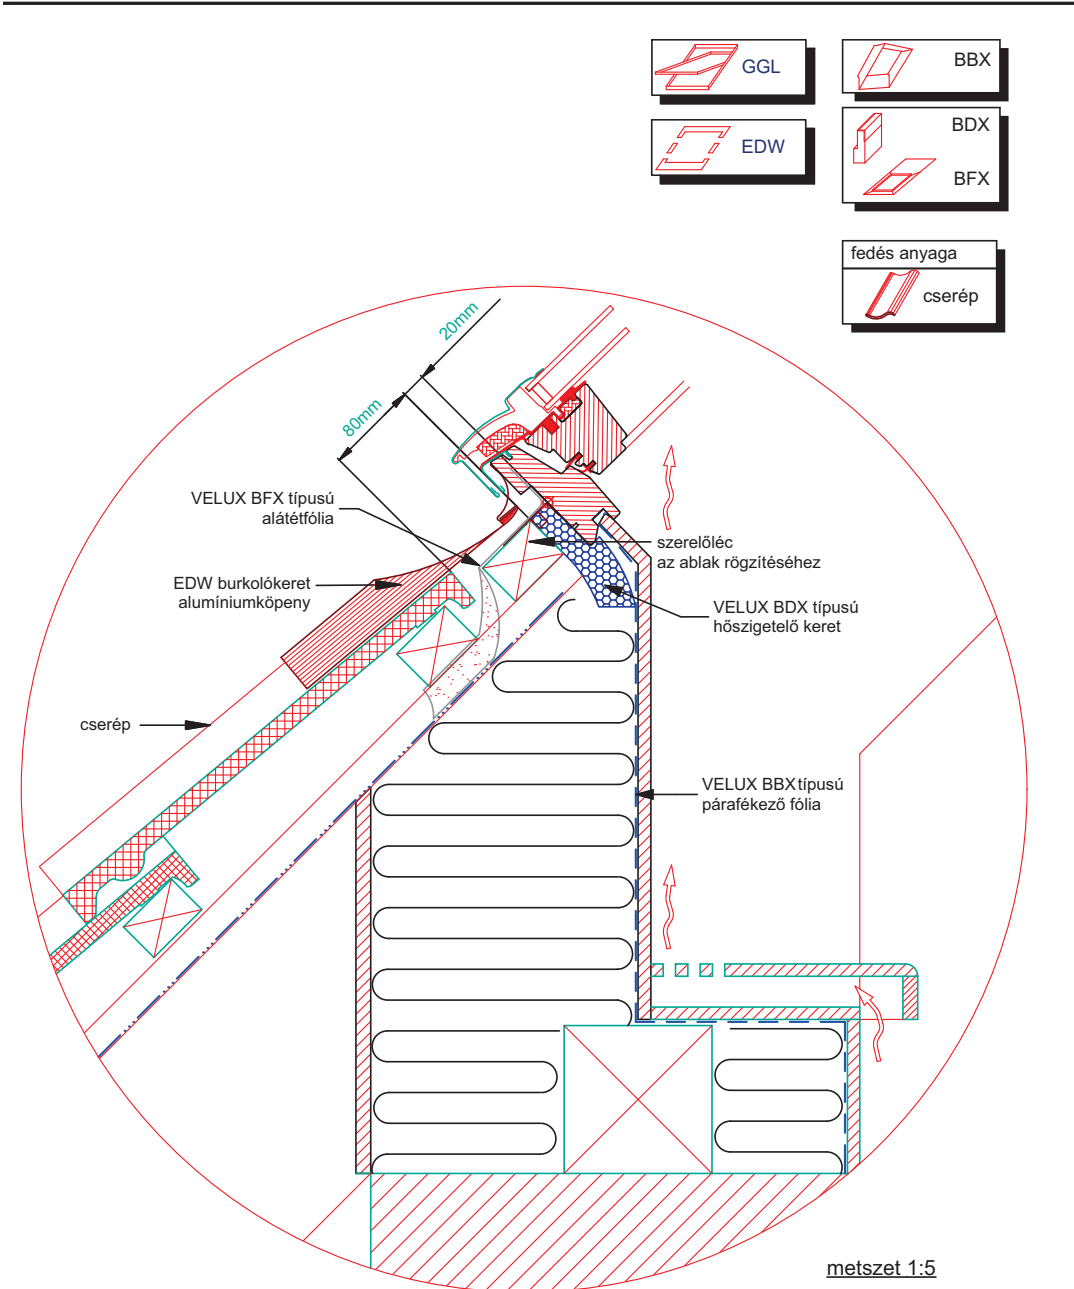 GGL
BBX
EDW
BDX
BFX
fedés anyaga
cserép
20mm
80mm
VELUX BFX típusú
alátétfólia
szerelőléc
az ablak rögzítéséhez
EDW burkolókeret
alumíniumköpeny
VELUX BDX típusú
hőszigetelő keret
cserép
VELUX BBX típusú
párafékező fólia
metszet 1:5